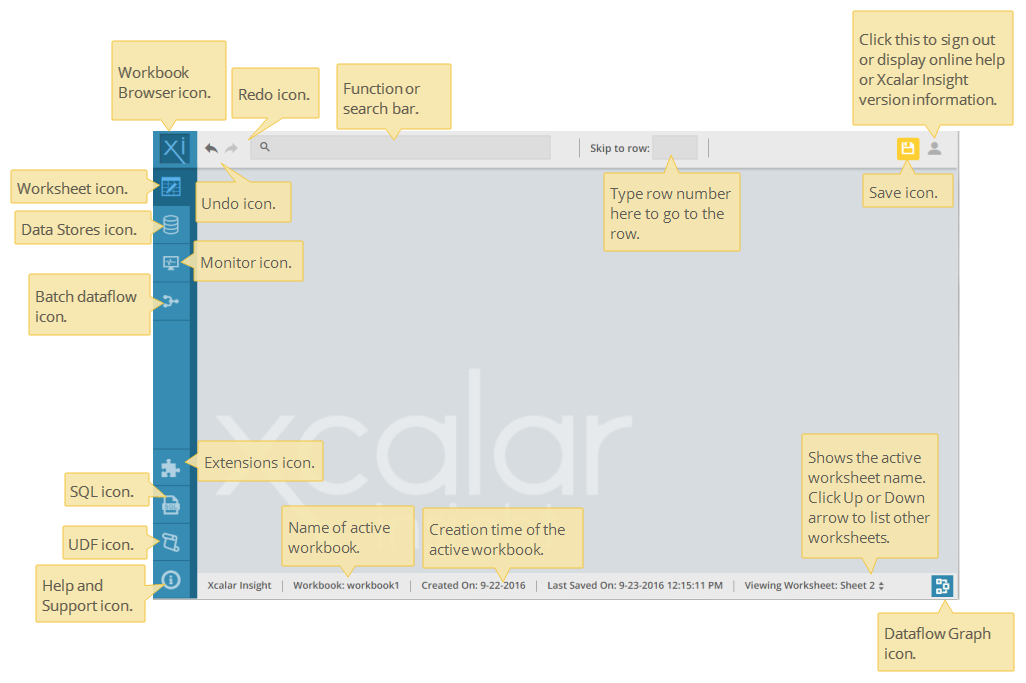 Click this to sign out
or display online help
or Xcalar Insight
version information.
Workbook
Browser icon.
Redo icon.
Function or
search bar.
Xi
Skip to row:
Worksheet icon.
Undo icon.
Type row number
here to go to the
row.
Save icon.
Data Stores icon.
Monitor icon.
Batch dataflow
icon.
xcalar
Extensions icon.
Shows the active
worksheet name.
Click Up or Down
arrow to list other
worksheets.
SQL icon.
SQL
Name of active
workbook.
Creation time of the
active workbook.
UDF icon.
Help and
Support icon.
Xcalar Insight
Workbook: workbook1
Created On: 9-22-2016
Last Saved On: 9-23-2016 12:15:11 PM
Viewing Worksheet: Sheet 2
Dataflow Graph
icon.